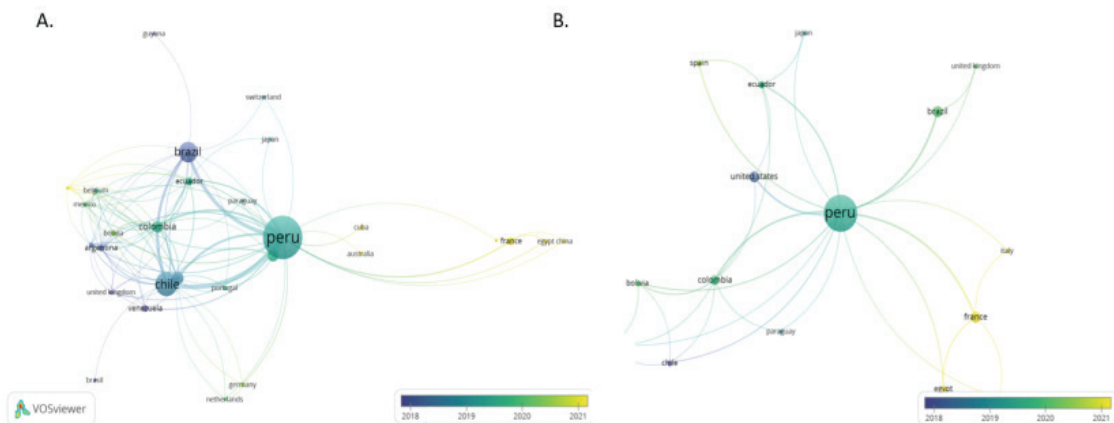 A.
guyana
switzerland
japan
brazil
ecuador
belgium
mexico
paraguay
colombia
bolivia
argentina
peru
cuba
australia
france
egypt china
chile
portugal
united kingdom
venezuela
brasil
germany
netherlands
VOSviewer
2018 2019 2020 2021
B.
japan
spain
ecuador
united kingdom
brazil
united states
peru
italy
bolivia
colombia
france
paraguay
chile
egypt
2018 2019 2020 2021